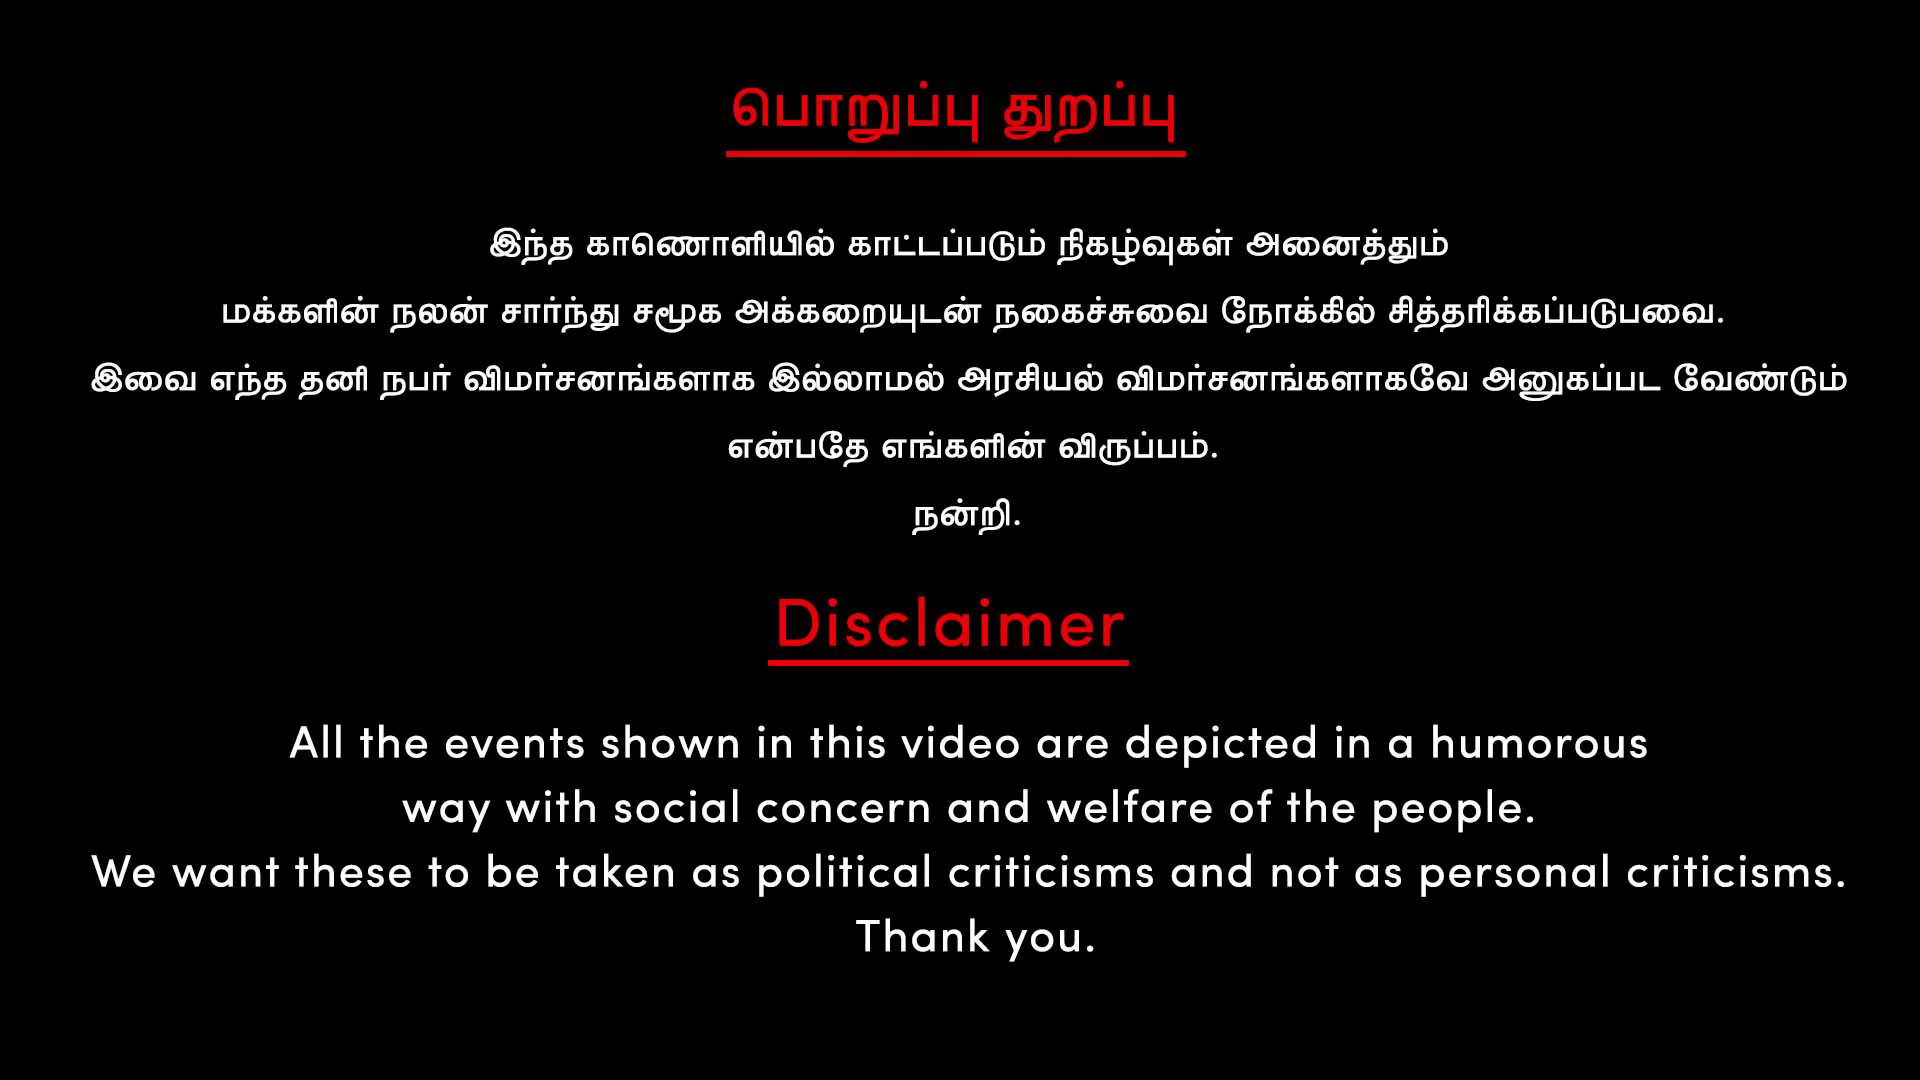 பொறுப்பு துறப்பு
இந்த காணொளியில் காட்டப்படும் நிகழ்வுகள் அனைத்தும்
மக்களின் நலன் சார்ந்து சமூக அக்கறையுடன் நகைச்சுவை நோக்கில் சித்தரிக்கப்படுபவை.
இவை எந்த தனி நபர் விமர்சனங்களாக இல்லாமல் அரசியல் விமர்சனங்களாகவே அனுகப்பட வேண்டும்
என்பதே எங்களின் விருப்பம்.
நன்றி.
Disclaimer
All the events shown in this video are depicted in a humorous
way with social concern and welfare of the people.
We want these to be taken as political criticisms and not as personal criticisms.
Thank you.